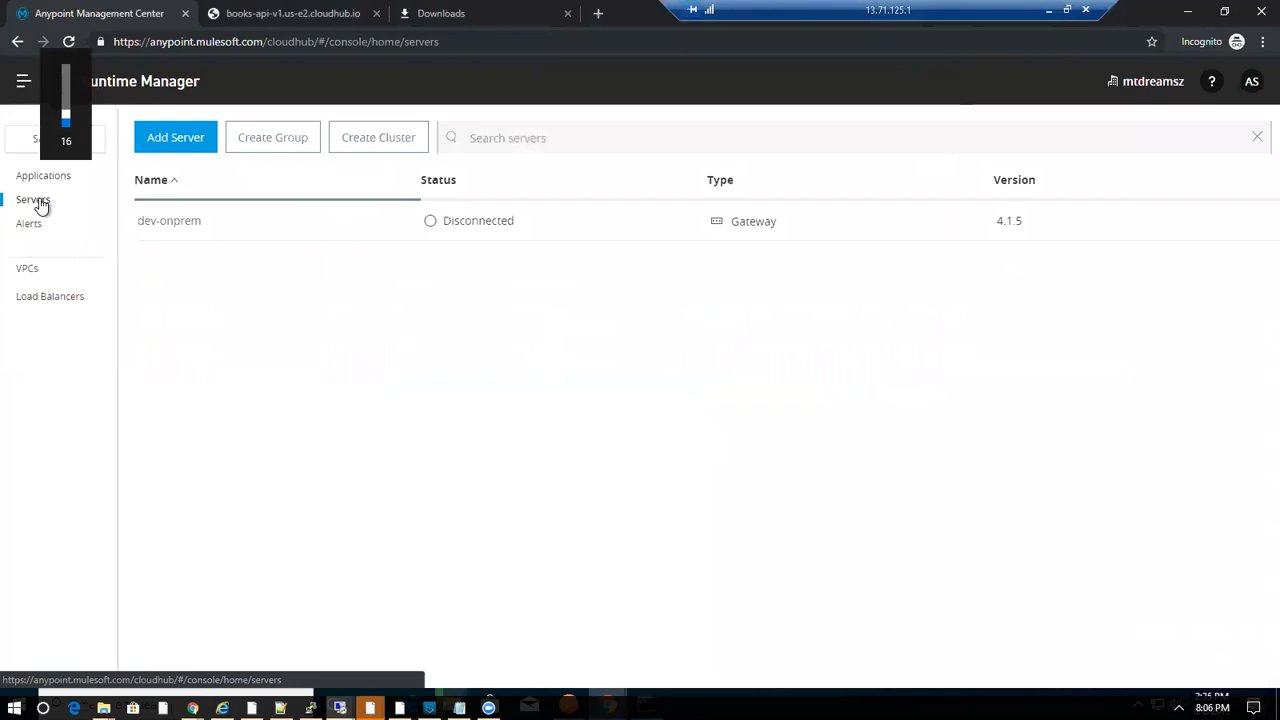 Anypoint Management Center
books-api-v1.us-e2.cloudhub.io
Downloads
13.71.125.1
https://anypoint.mulesoft.com/cloudhub/#/console/home/servers
Incognito
untime Manager
mtdreamsz
?
AS
16
Add Server
Create Group
Create Cluster
Search servers
Applications
Servers
Alerts
VPCs
Load Balancers
Name Status Type Version
dev-onprem Disconnected Gateway 4.1.5
https://anypoint.mulesoft.com/cloudhub/#/console/home/servers
8:06 PM